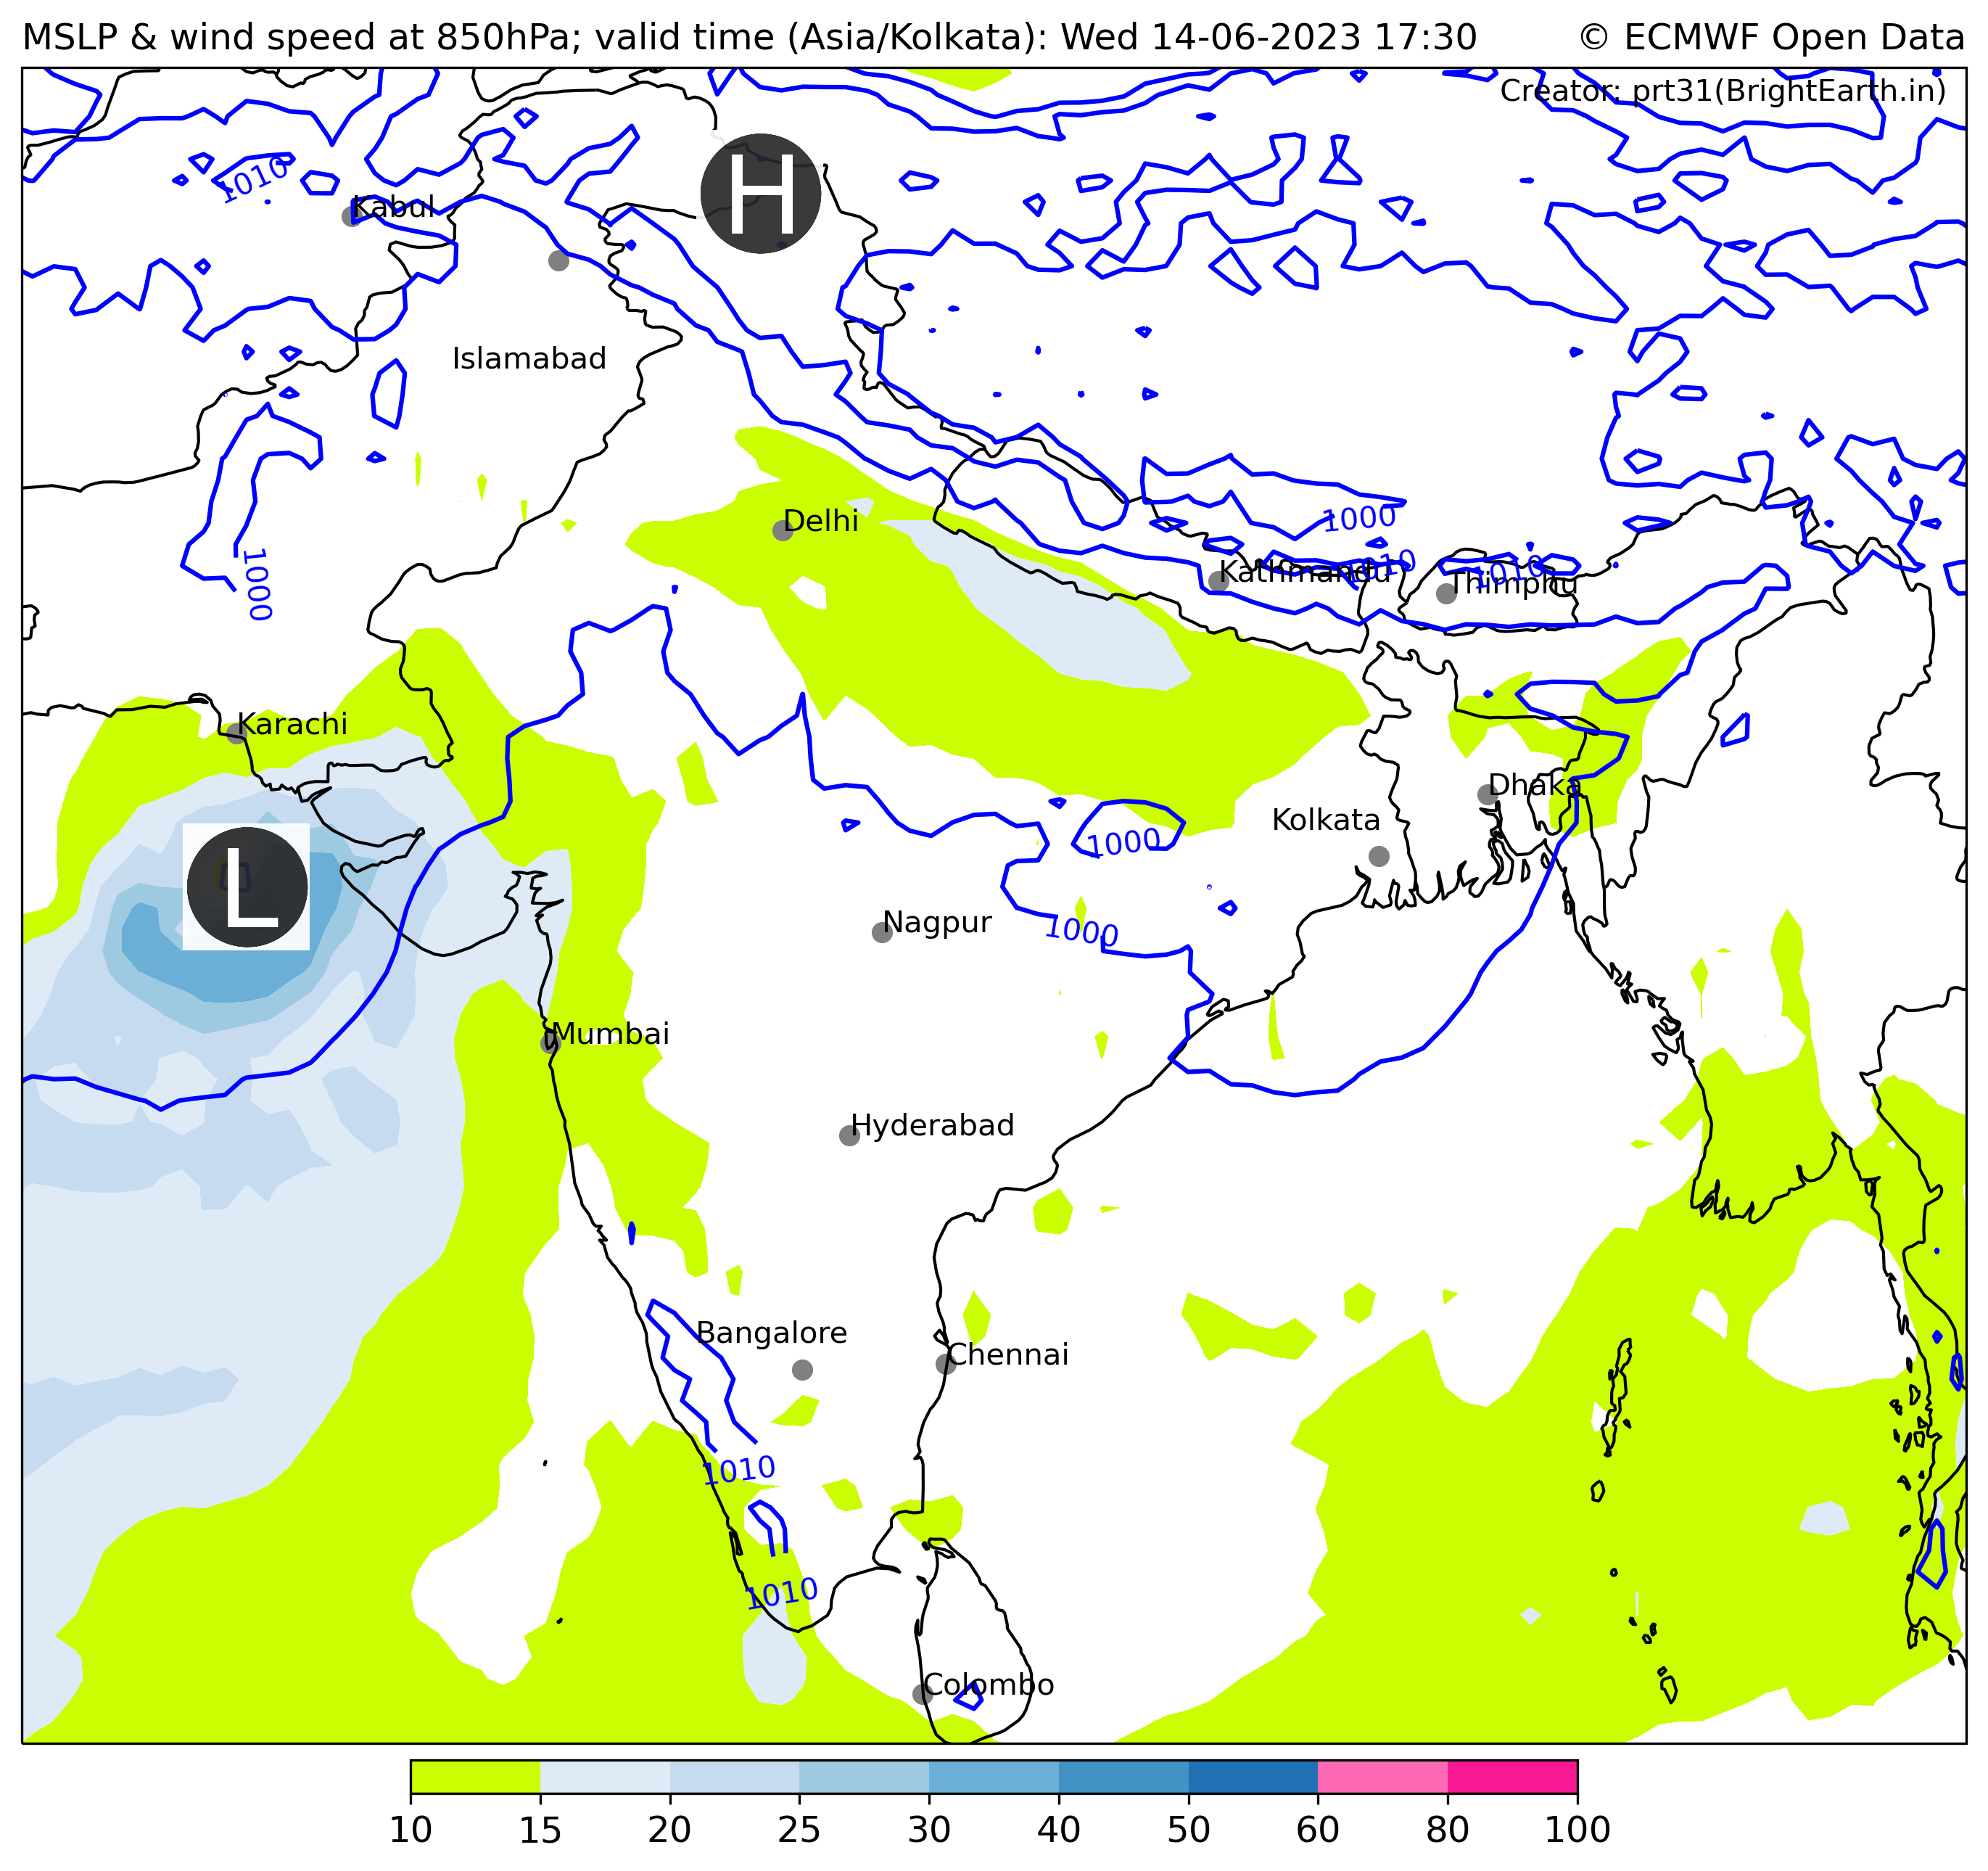 MSLP & wind speed at 850hPa; valid time (Asia/Kolkata): Wed 14-06-2023 17:30
© ECMWF Open Data
Creator: prt31(BrightEarth.in)
H
1010
Kabul
Islamabad
Delhi
1000
1000
1010
Kathmandu
1010
Thimphu
Karachi
Dhaka
Kolkata
1000
L
Nagpur
1000
Mumbai
Hyderabad
Bangalore
Chennai
1010
1010
Colombo
10 15 20 25 30 40 50 60 80 100